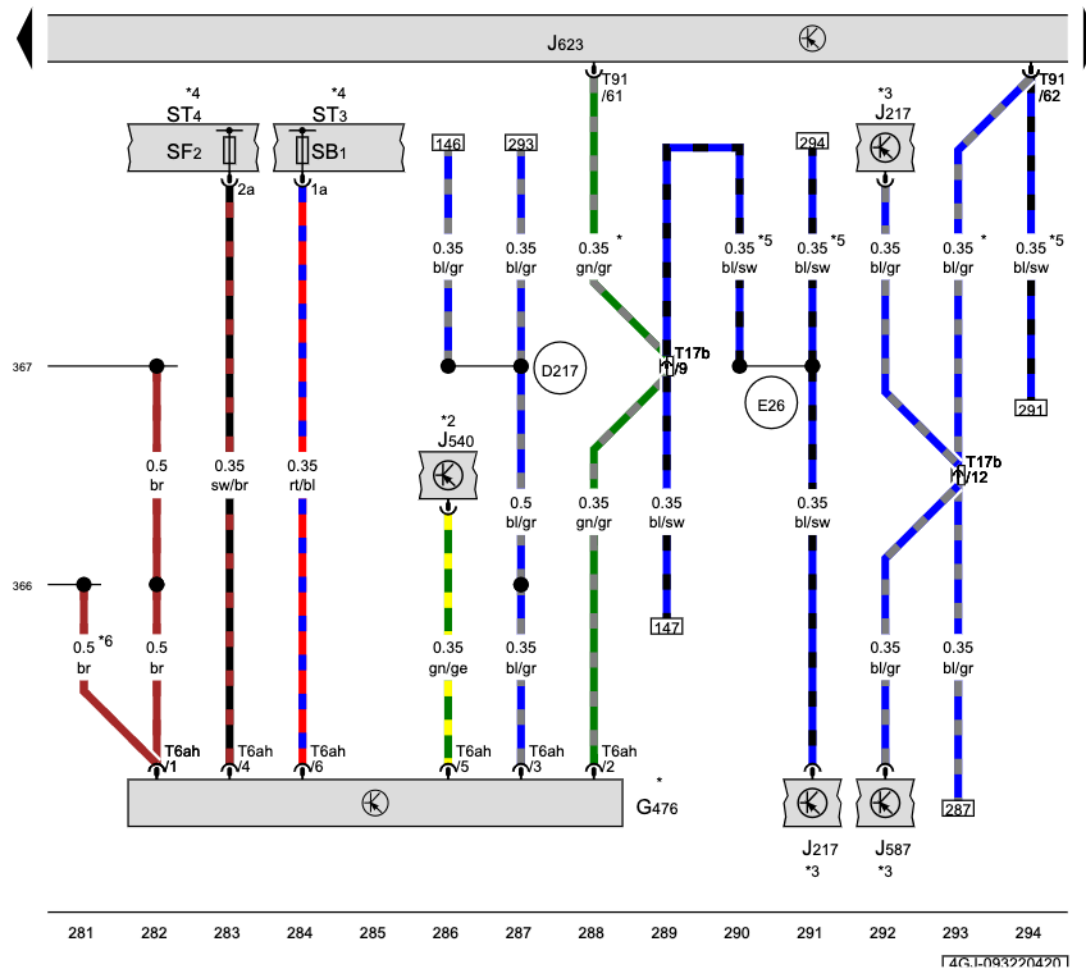 J623
T91
/61
T91
/62
*4
ST4
*4
ST3
*3
J217
SF2
SB1
146
293
294
2a
1a
0.35
bl/gr
0.35
bl/gr
0.35 *
gn/gr
0.35 *5
bl/sw
0.35 *5
bl/sw
0.35
bl/gr
0.35 *
bl/gr
0.35 *5
bl/sw
367
D217
T17b
/9
E26
291
*2
J540
T17b
/12
0.5
br
0.35
sw/br
0.35
rt/bl
0.5
bl/gr
0.35
gn/gr
0.35
bl/sw
0.35
bl/sw
366
147
0.5 *6
br
0.5
br
0.35
gn/ge
0.35
bl/gr
0.35
bl/gr
0.35
bl/gr
T6ah
/1
T6ah
/4
T6ah
/6
T6ah
/5
T6ah
/3
T6ah
/2
*
G476
287
J217
*3
J587
*3
281 282 283 284 285 286 287 288 289 290 291 292 293 294
4GJ-093220420